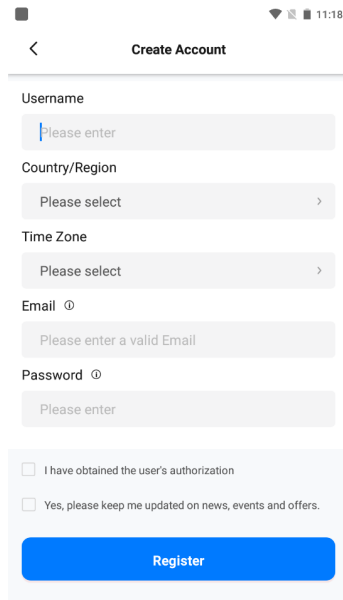 11:18
Create Account
Username
Please enter
Country/Region
Please select
Time Zone
Please select
Email
Please enter a valid Email
Password
Please enter
I have obtained the user's authorization
Yes, please keep me updated on news, events and offers.
Register